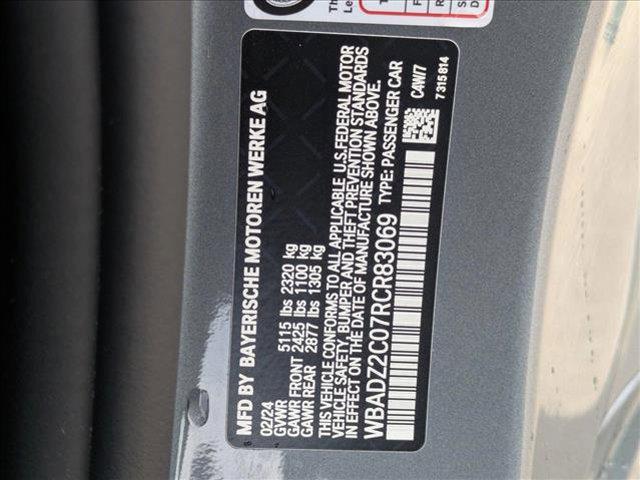 MFD BY BAYERISCHE MOTOREN WERKE AG
02/24
GVWR 5115 lbs 2320 kg
GAWR FRONT 2425 lbs 1100 kg
GAWR REAR 2877 lbs 1305 kg
THIS VEHICLE CONFORMS TO ALL APPLICABLE U.S.FEDERAL MOTOR
VEHICLE SAFETY, BUMPER AND THEFT PREVENTION STANDARDS
IN EFFECT ON THE DATE OF MANUFACTURE SHOWN ABOVE.
WBADZ2C07RCR83069 TYPE: PASSENGER CAR
C4W/7
7 315 814